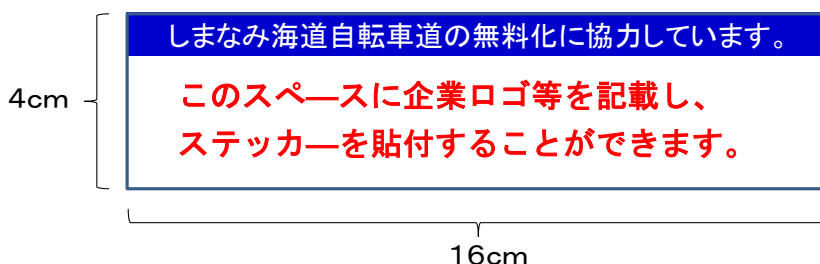 しまなみ海道自転車道の無料化に協力しています。
4cm
このスペ―スに企業ロゴ等を記載し、
ステッカ―を貼付することができます。
16cm